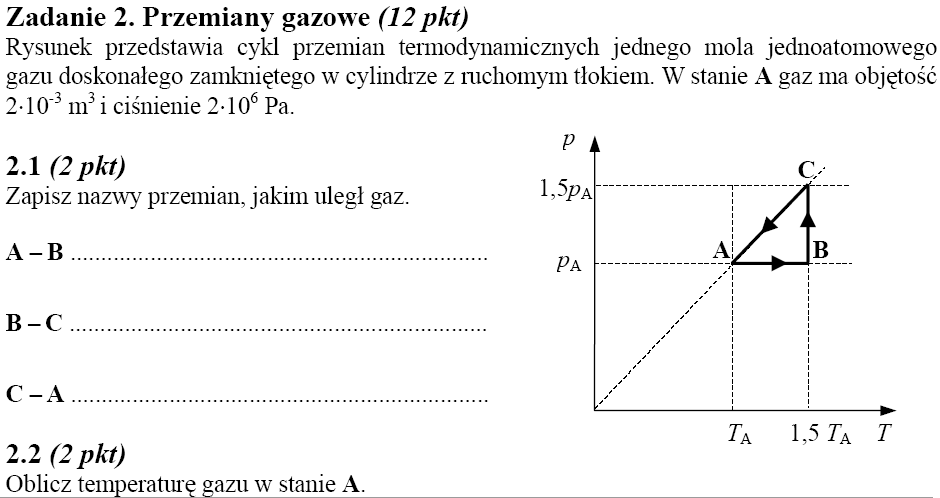 Zadanie 2. Przemiany gazowe (12 pkt)
Rysunek przedstawia cykl przemian termodynamicznych jednego mola jednoatomowego
gazu doskonałego zamkniętego w cylindrze z ruchomym tłokiem. W stanie A gaz ma objętość
2·10⁻³ m³ i ciśnienie 2·10⁶ Pa.
2.1 (2 pkt)
Zapisz nazwy przemian, jakim uległ gaz.
A – B ......................................................................
B – C ......................................................................
C – A ......................................................................
p
1,5pA
pA
A
B
C
TA
1,5 TA
T
2.2 (2 pkt)
Oblicz temperaturę gazu w stanie A.